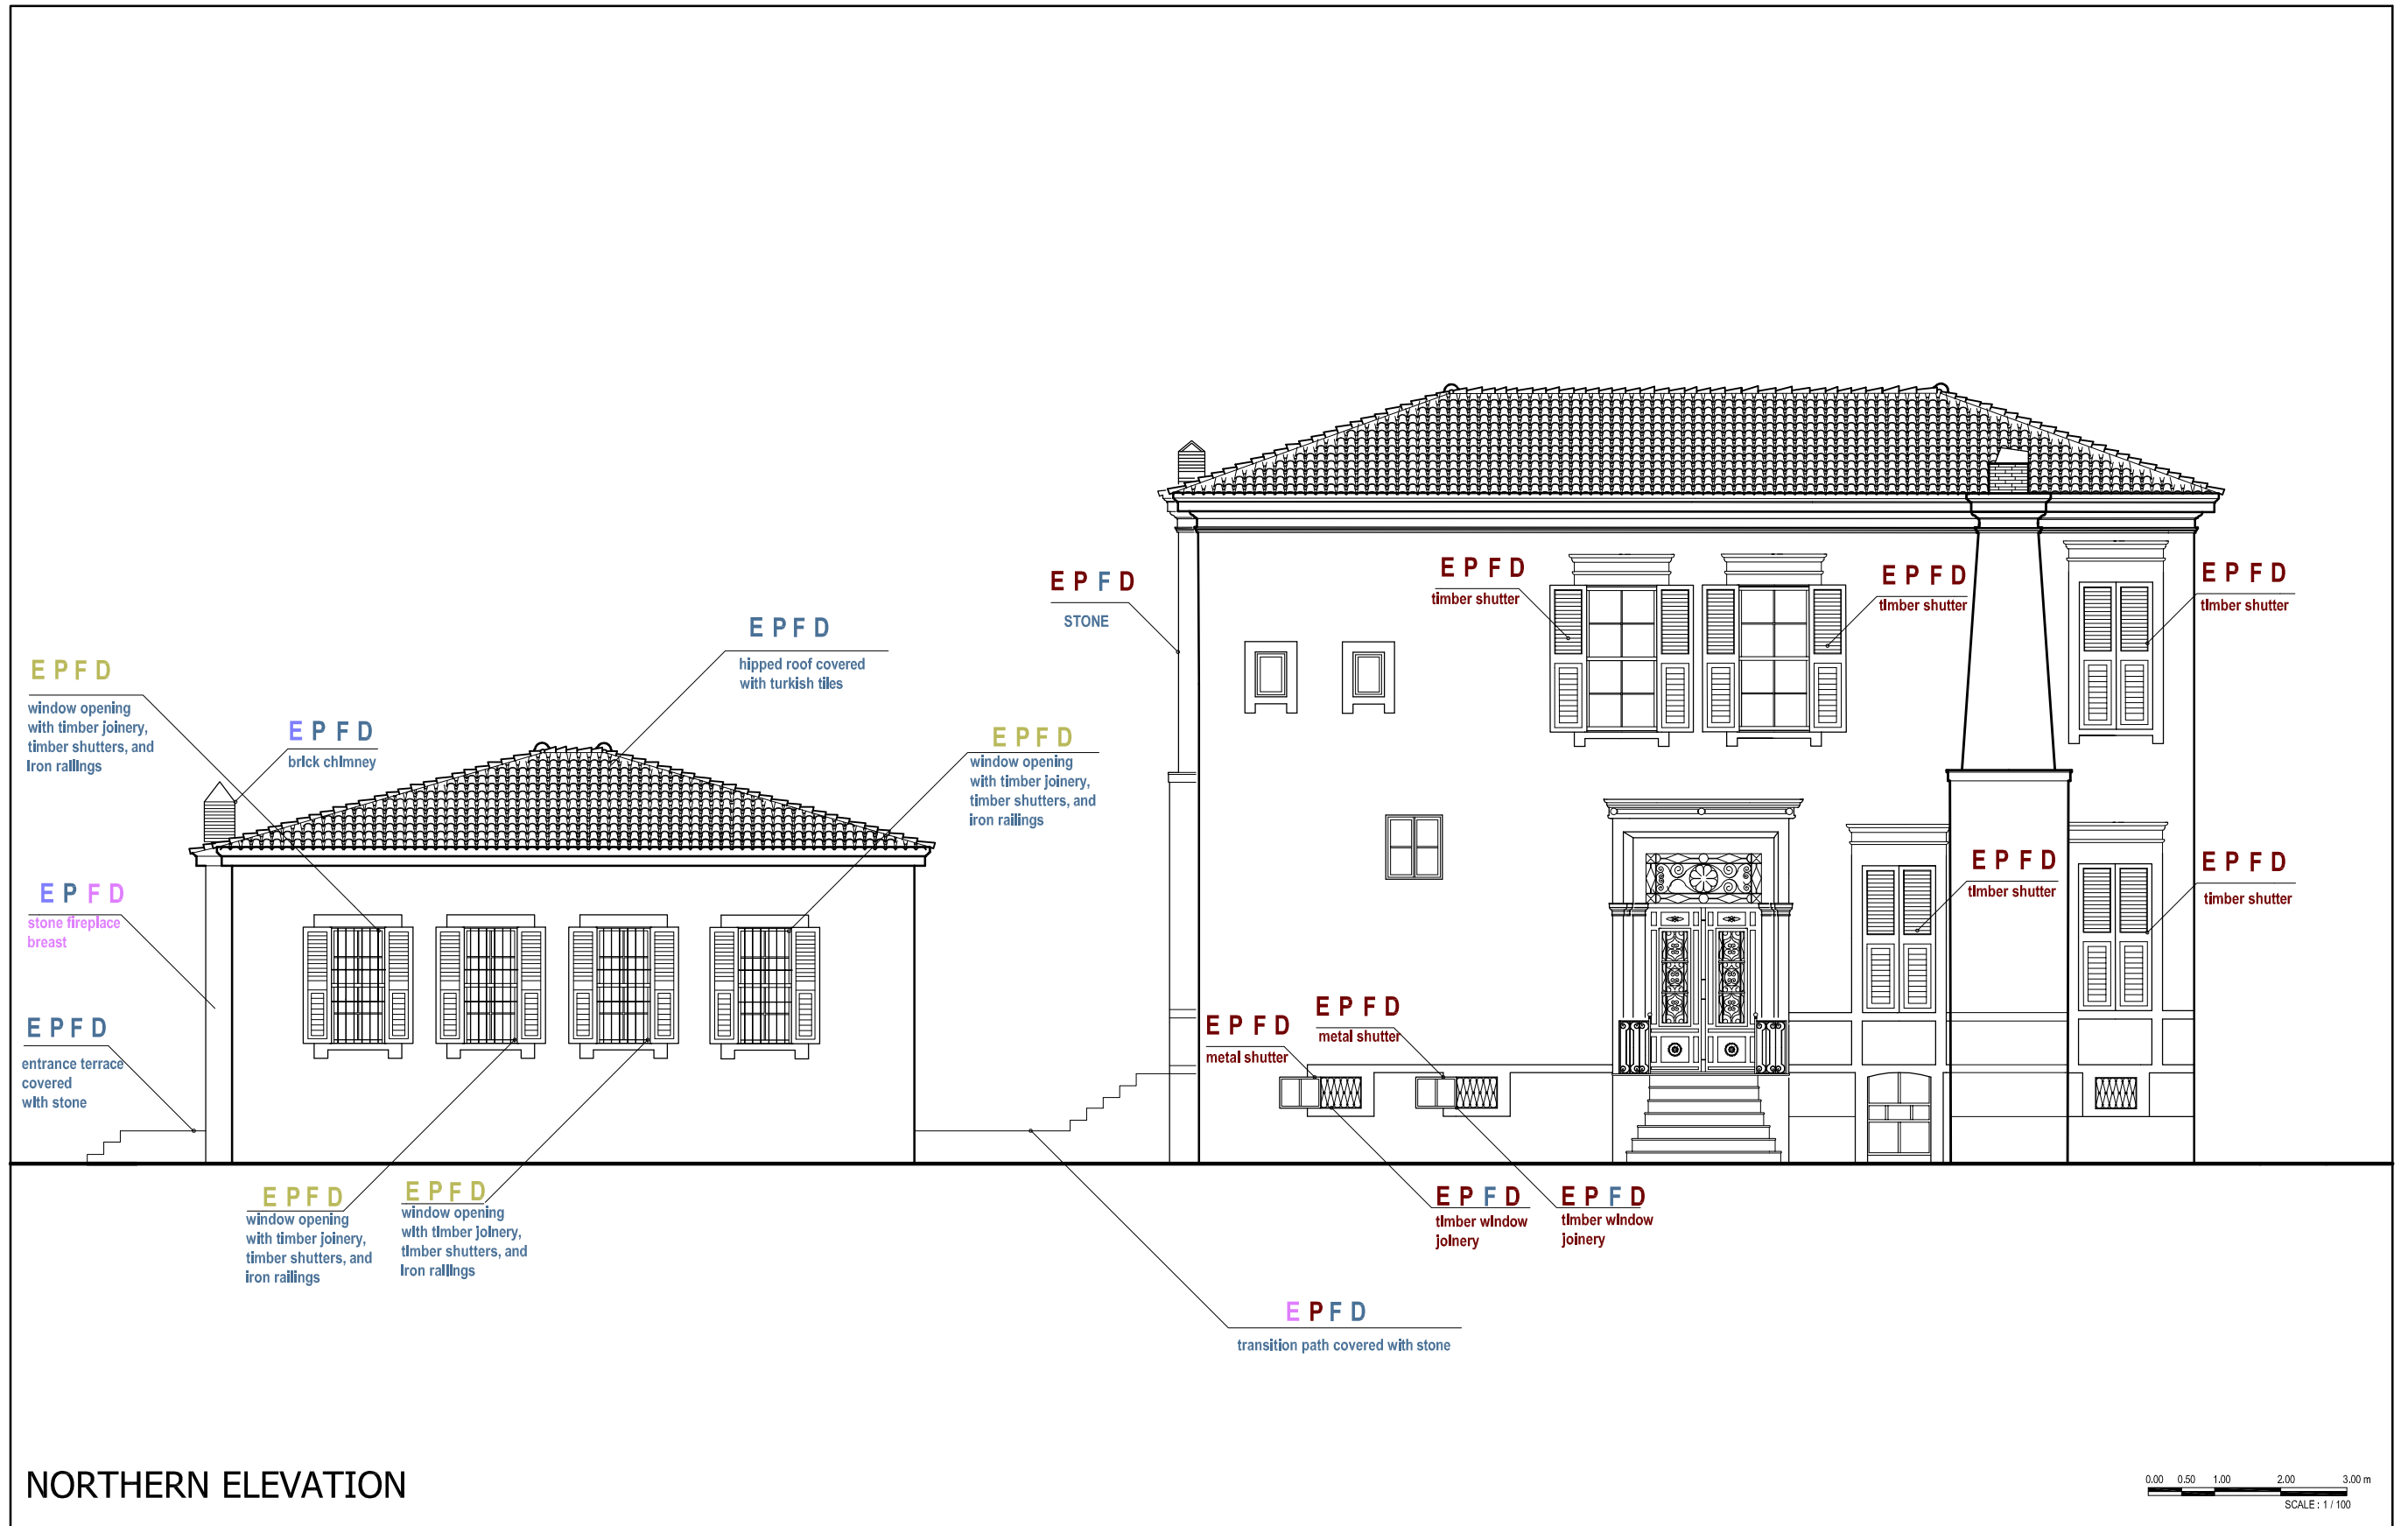 E P F D
timber shutter
E P F D
timber shutter
E P F D
timber shutter
E P F D
STONE
E P F D
hipped roof covered
with turkish tiles
E P F D
window opening
with timber joinery,
timber shutters, and
iron railings
E P F D
brick chimney
E P F D
window opening
with timber joinery,
timber shutters, and
iron railings
E P F D
timber shutter
E P F D
timber shutter
E P F D
stone fireplace
breast
E P F D
metal shutter
E P F D
metal shutter
E P F D
entrance terrace
covered
with stone
E P F D
window opening
with timber joinery,
timber shutters, and
iron railings
E P F D
window opening
with timber joinery,
timber shutters, and
iron railings
E P F D
timber window
joinery
E P F D
timber window
joinery
E P F D
transition path covered with stone
NORTHERN ELEVATION
0.00 0.50 1.00 2.00 3.00 m
SCALE : 1 / 100